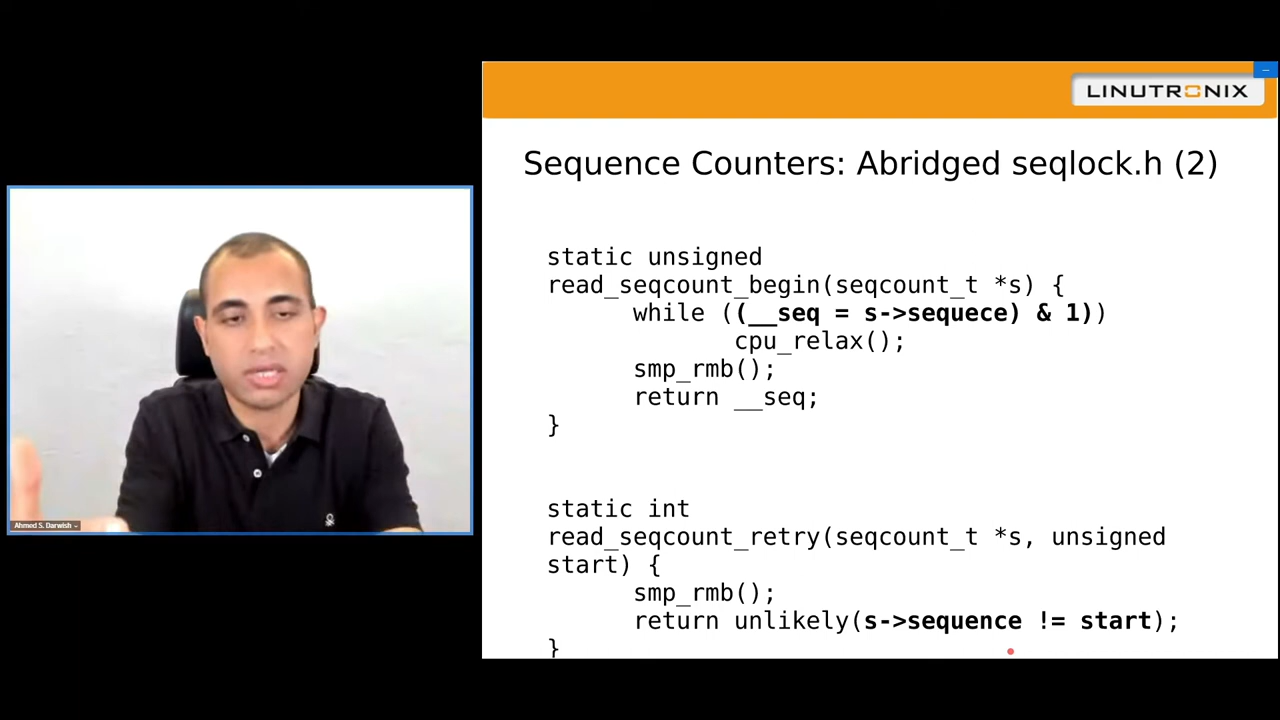 LINUTRONIX
Sequence Counters: Abridged seqlock.h (2)
static unsigned
read_seqcount_begin(seqcount_t *s) {
while ((__seq = s->sequece) & 1))
cpu_relax();
smp_rmb();
return __seq;
}
static int
read_seqcount_retry(seqcount_t *s, unsigned
start) {
smp_rmb();
return unlikely(s->sequence != start);
}
Ahmed S. Darwish